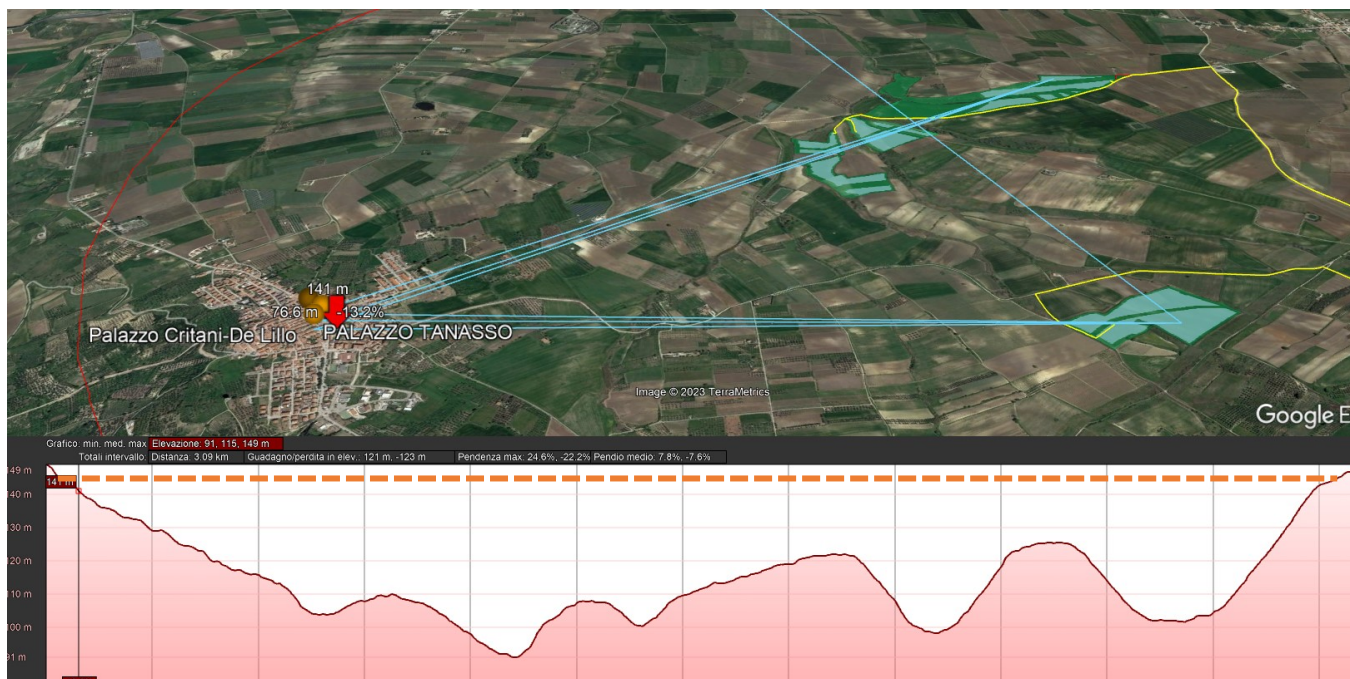 141 m
76.6 m -13.2%
Palazzo Critani-De Lillo PALAZZO TANASSO
Image © 2023 TerraMetrics
Google E
Grafico: min. med. max Elevazione: 91, 115, 149 m
Totali intervallo: Distanza: 3.09 km Guadagno/perdita in elev.: 121 m, -123 m Pendenza max: 24.6%, -22.2% Pendio medio: 7.8%, -7.6%
149 m
141 m
140 m
130 m
120 m
110 m
100 m
91 m